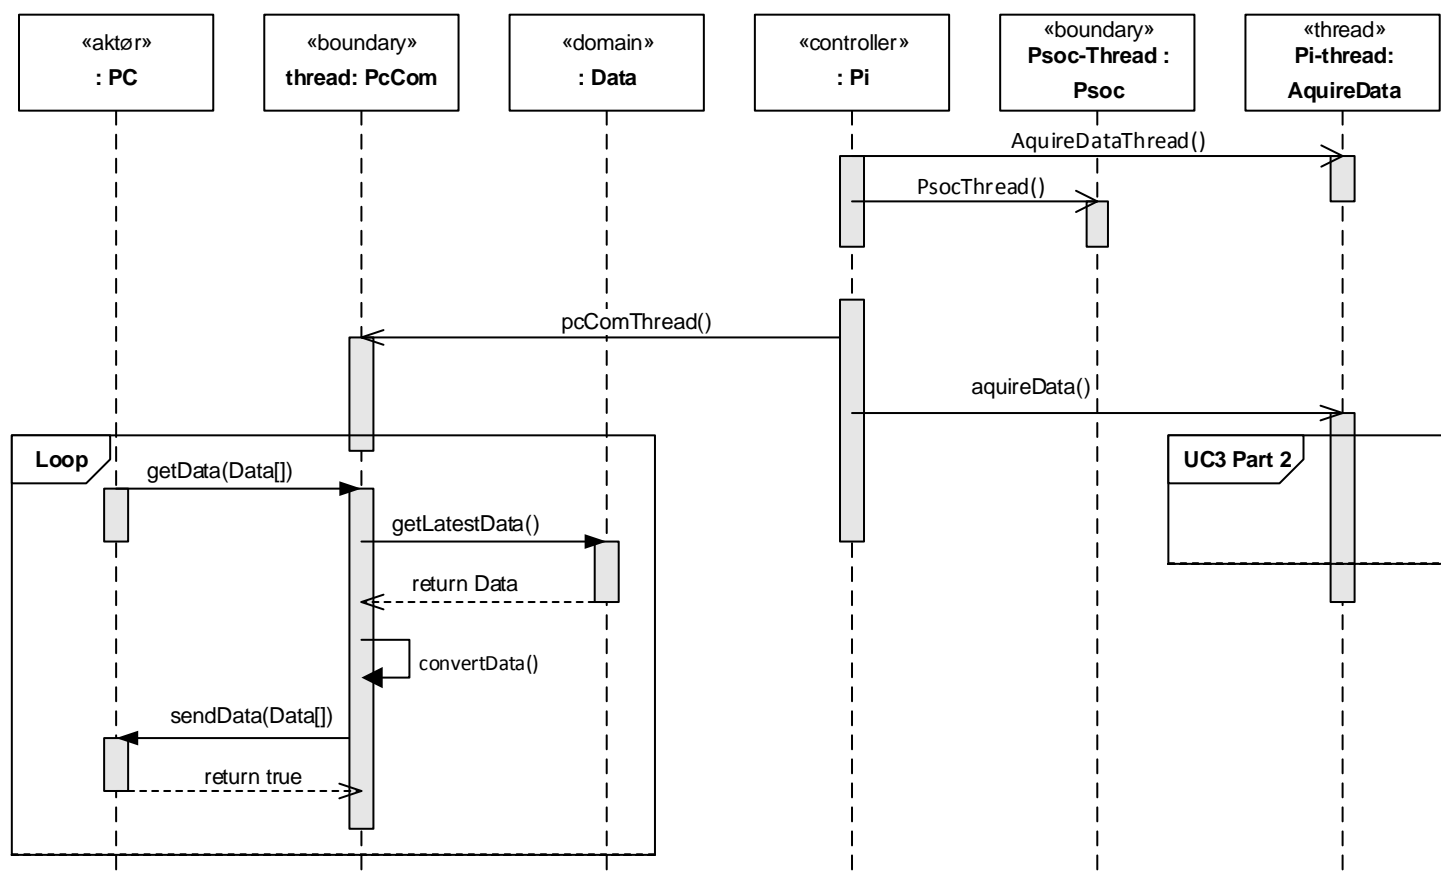 «aktør»
: PC
«boundary»
thread: PcCom
«domain»
: Data
«controller»
: Pi
«boundary»
Psoc-Thread :
Psoc
«thread»
Pi-thread:
AquireData
AquireDataThread()
PsocThread()
pcComThread()
aquireData()
Loop
UC3 Part 2
getData(Data[])
getLatestData()
return Data
convertData()
sendData(Data[])
return true